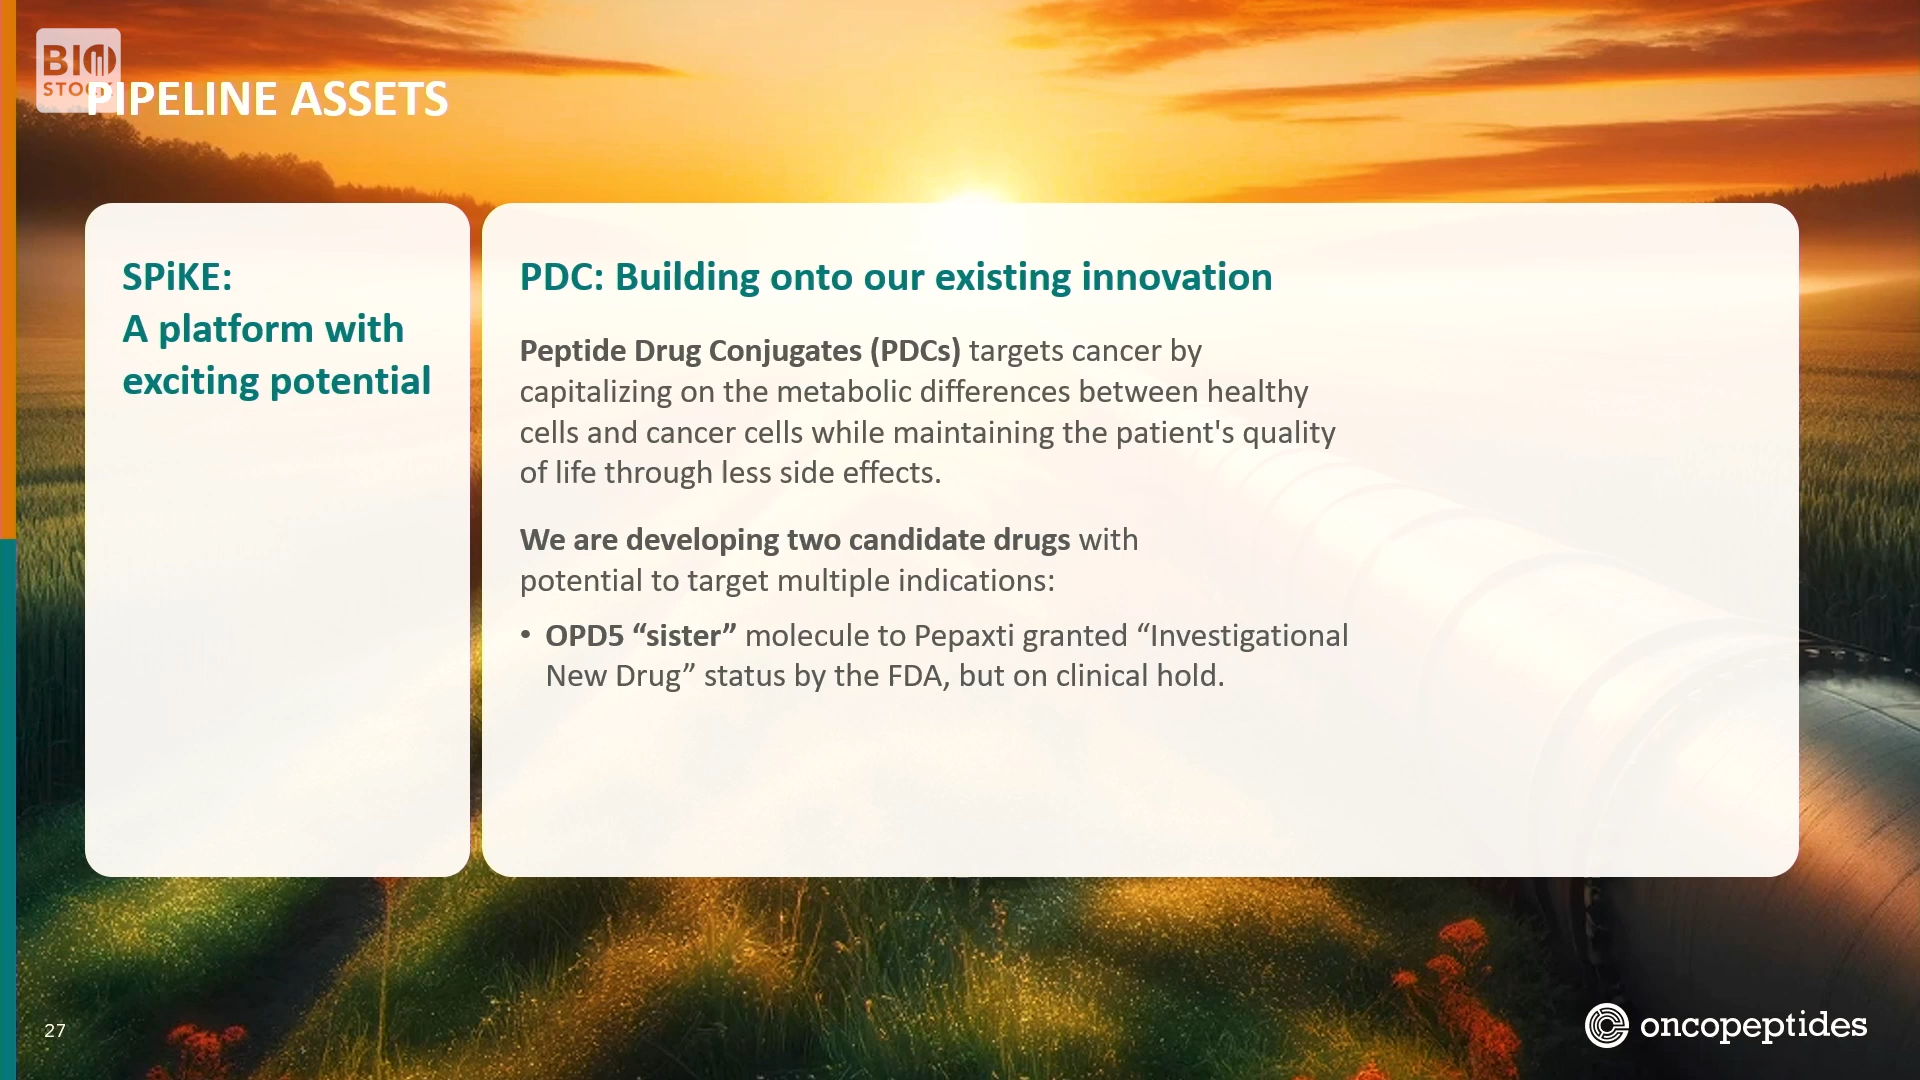 BIO
STOCK
PIPELINE ASSETS
SPiKE:
A platform with
exciting potential
PDC: Building onto our existing innovation
Peptide Drug Conjugates (PDCs) targets cancer by
capitalizing on the metabolic differences between healthy
cells and cancer cells while maintaining the patient's quality
of life through less side effects.
We are developing two candidate drugs with
potential to target multiple indications:
• OPD5 “sister” molecule to Pepaxti granted “Investigational
New Drug” status by the FDA, but on clinical hold.
27
oncopeptides